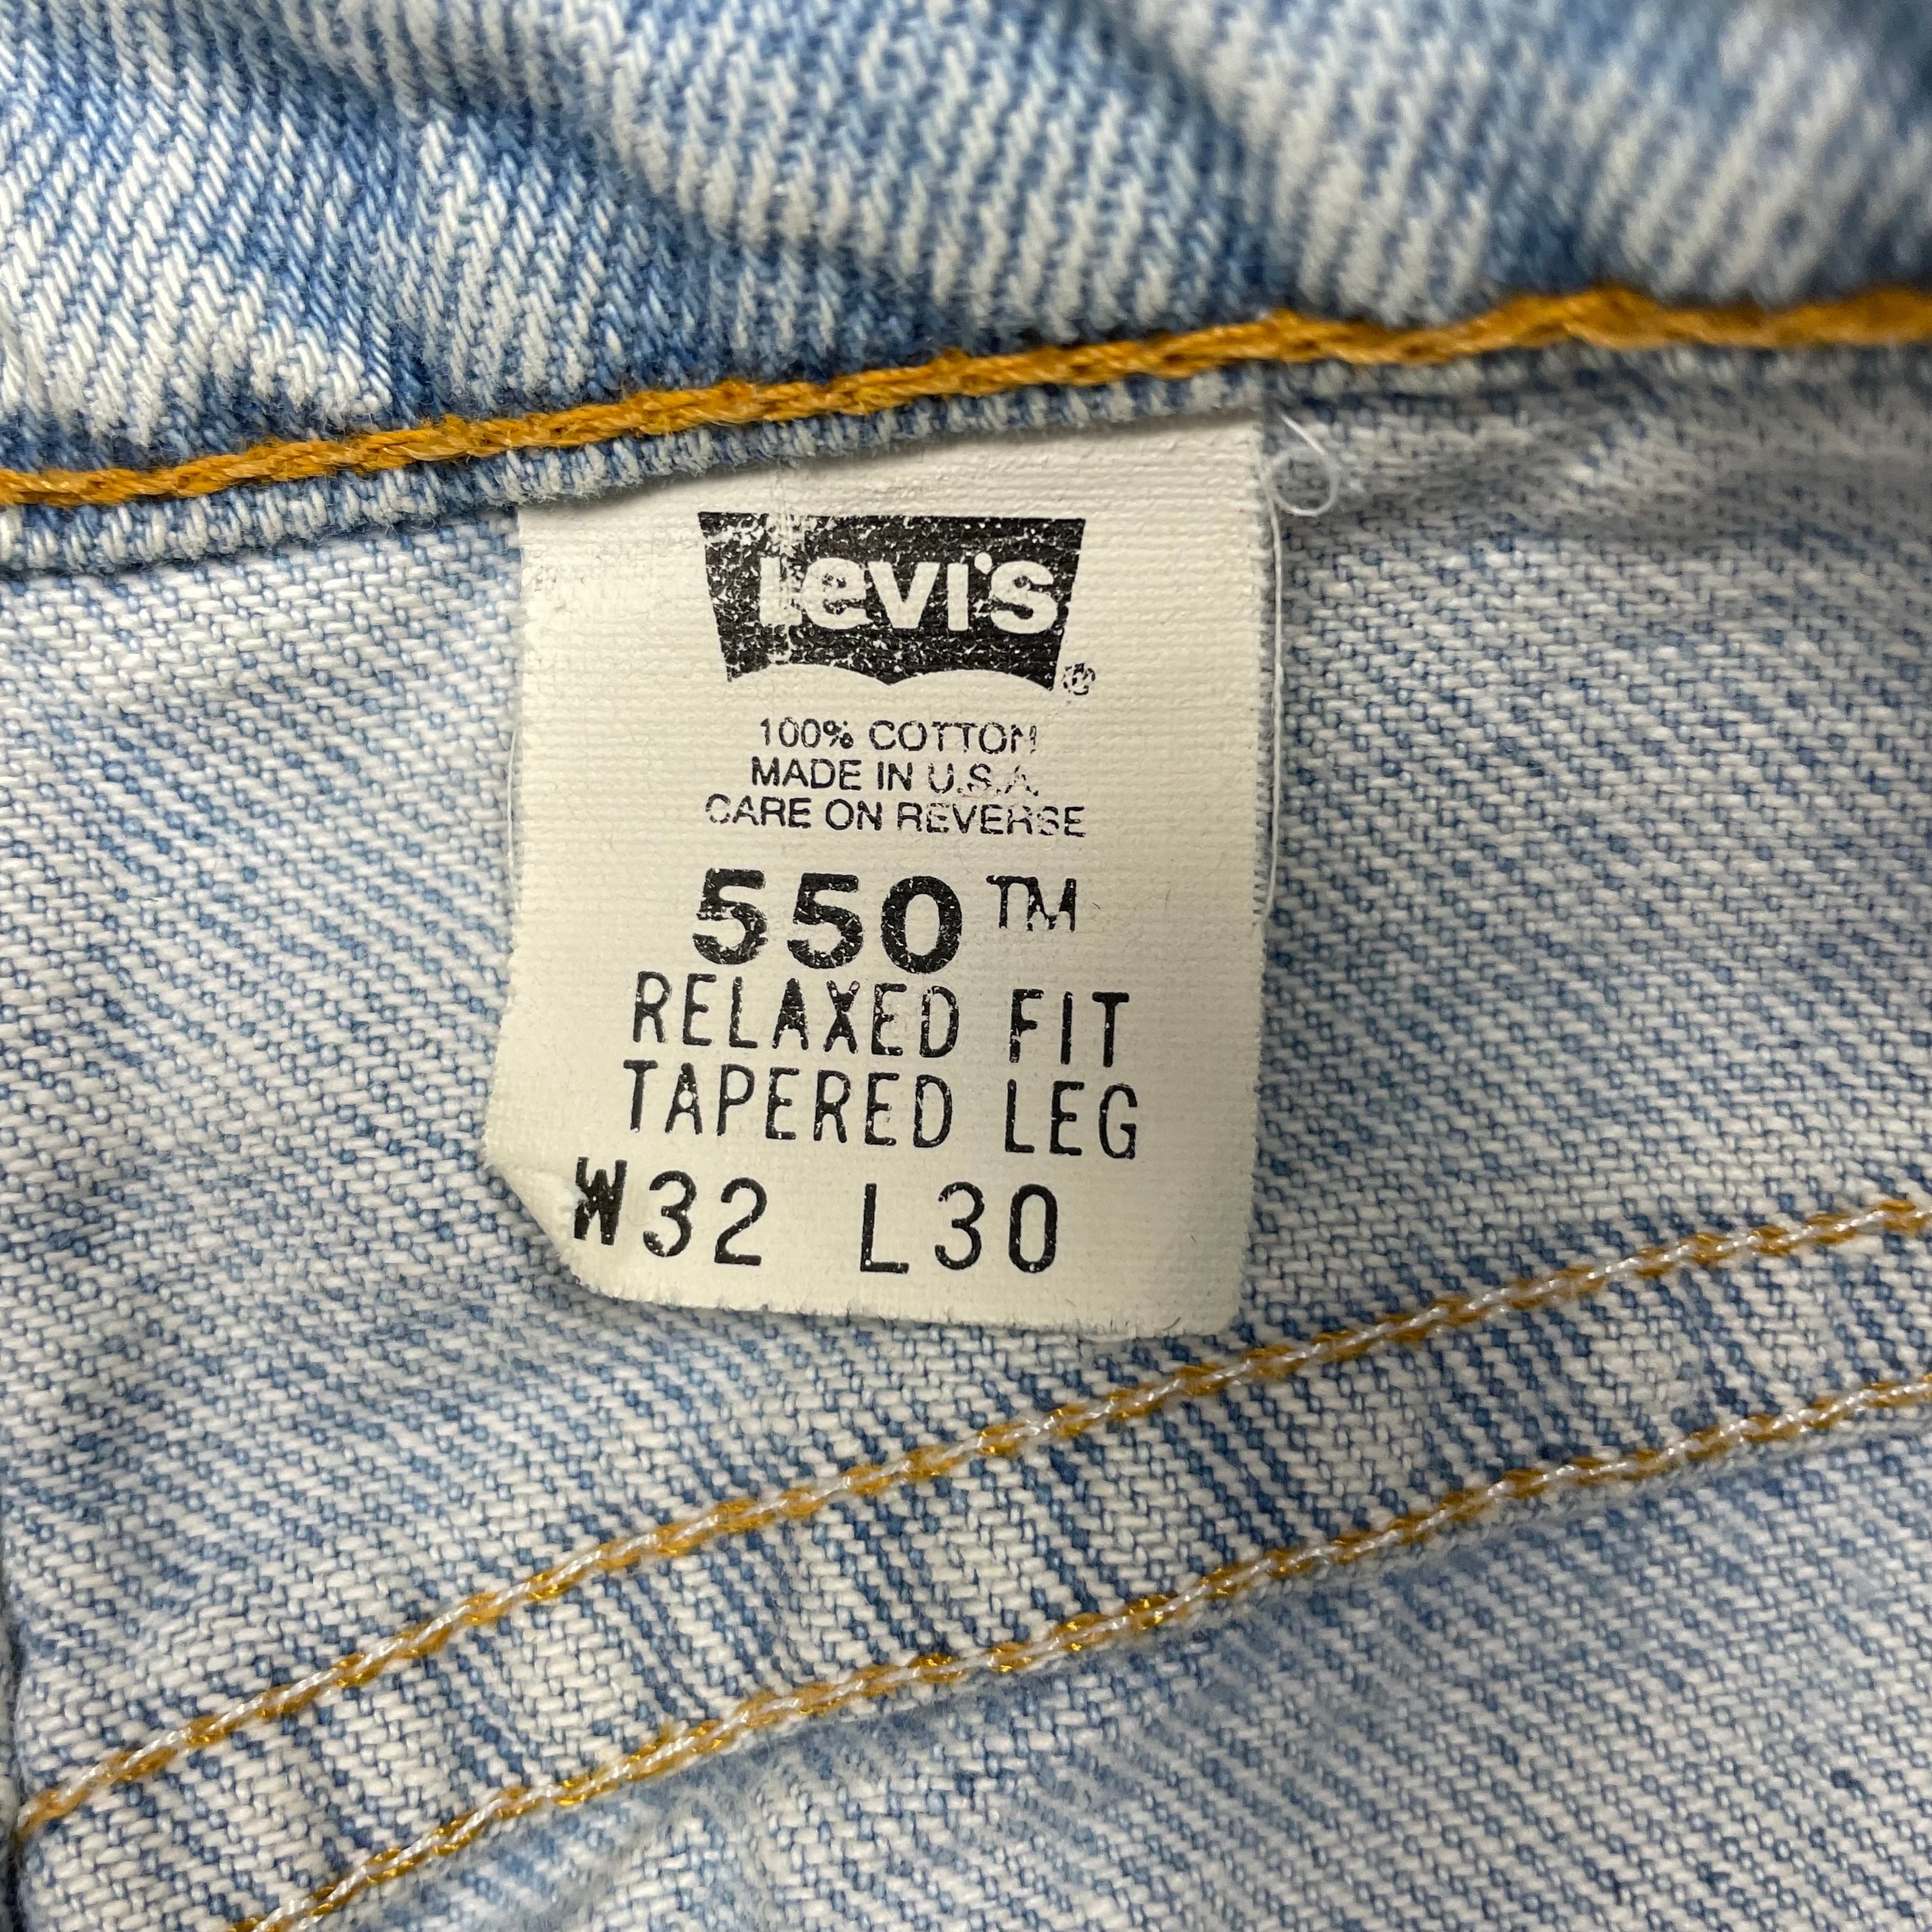 Levi's®
100% COTTON
MADE IN U.S.A.
CARE ON REVERSE
550™
RELAXED FIT
TAPERED LEG
W32 L30